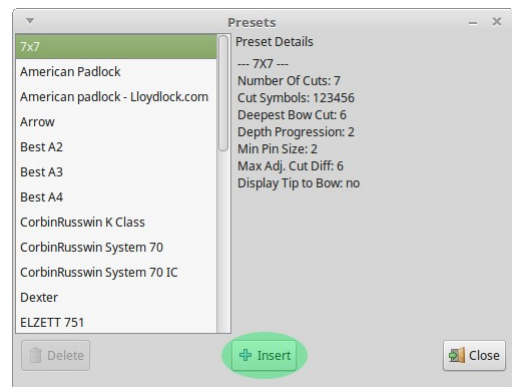 Presets
7x7
American Padlock
American padlock - Lloydlock.com
Arrow
Best A2
Best A3
Best A4
CorbinRusswin K Class
CorbinRusswin System 70
CorbinRusswin System 70 IC
Dexter
ELZETT 751
Preset Details
--- 7X7 ---
Number Of Cuts: 7
Cut Symbols: 123456
Deepest Bow Cut: 6
Depth Progression: 2
Min Pin Size: 2
Max Adj. Cut Diff: 6
Display Tip to Bow: no
Delete
Insert
Close